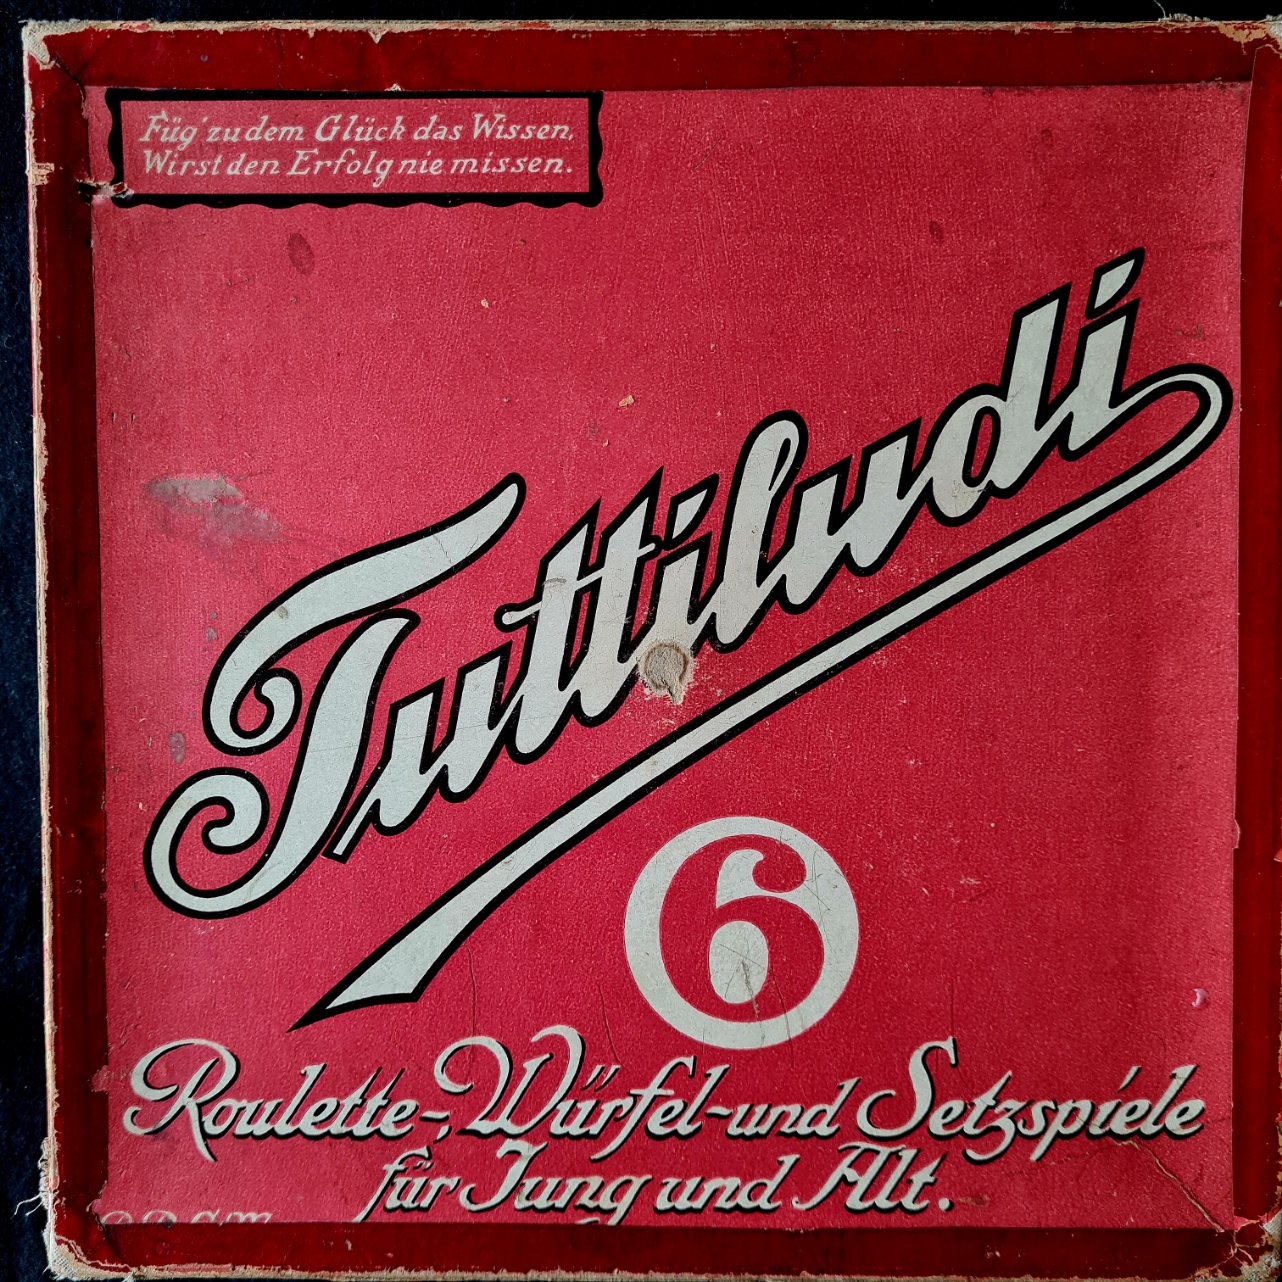 Füg' zu dem Glück das Wissen,
Wirst den Erfolg nie missen.
Tuttiludi
6
Roulette-, Würfel- und Setzspiele
für Jung und Alt.